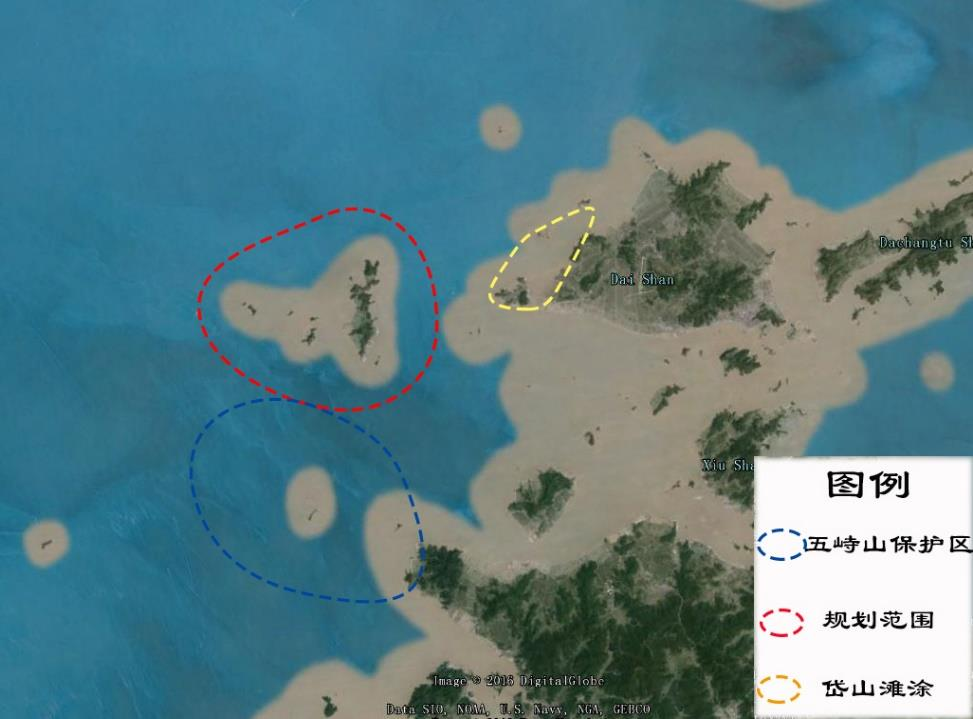 Dachangtu Sh
Dai Shan
Xiu Sha
图例
五峙山保护区
规划范围
岱山滩涂
Image © 2016 DigitalGlobe
Data SIO, NOAA, U.S. Navy, NGA, GEBCO